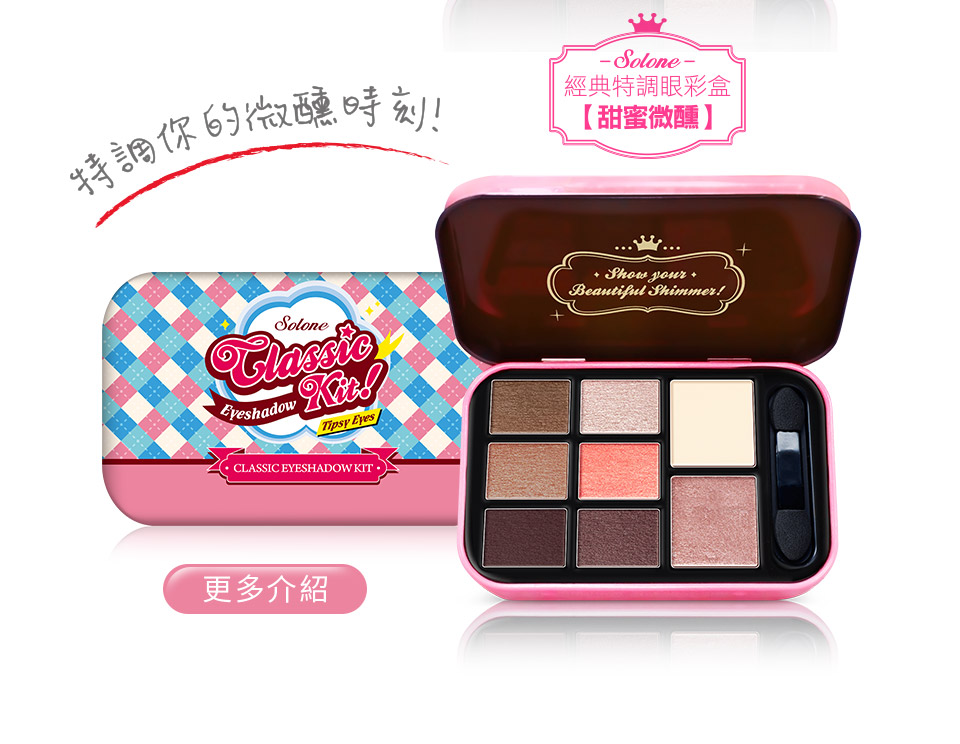 - Solone -
經典特調眼彩盒
【甜蜜微醺】
特調你的微醺時刻!
• Show your •
Beautiful Shimmer!
Solone
Classic
Kit!
Eyeshadow
Tipsy Eyes
• CLASSIC EYESHADOW KIT •
更多介紹